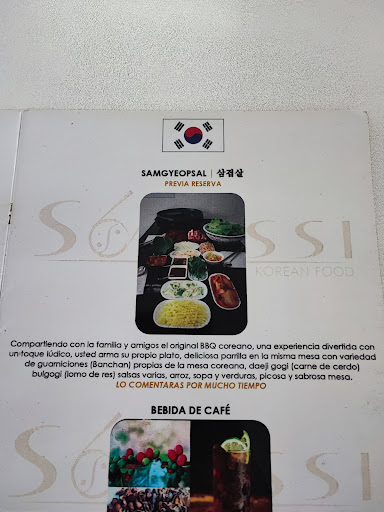 SAMGYEOPSAL | 삼겹살
PREVIA RESERVA
KOREAN FOOD
Compartiendo con la familia y amigos el original BBQ coreano, una experiencia divertida con
un toque lúdico, usted arma su propio plato, deliciosa parrilla en la misma mesa con variedad
de guarniciones (Banchan) propias de la mesa coreana, daeji gogi (carne de cerdo)
bulgogi (lomo de res) salsas varias, arroz, sopa y verduras, picosa y sabrosa mesa.
LO COMENTARAS POR MUCHO TIEMPO
BEBIDA DE CAFÉ